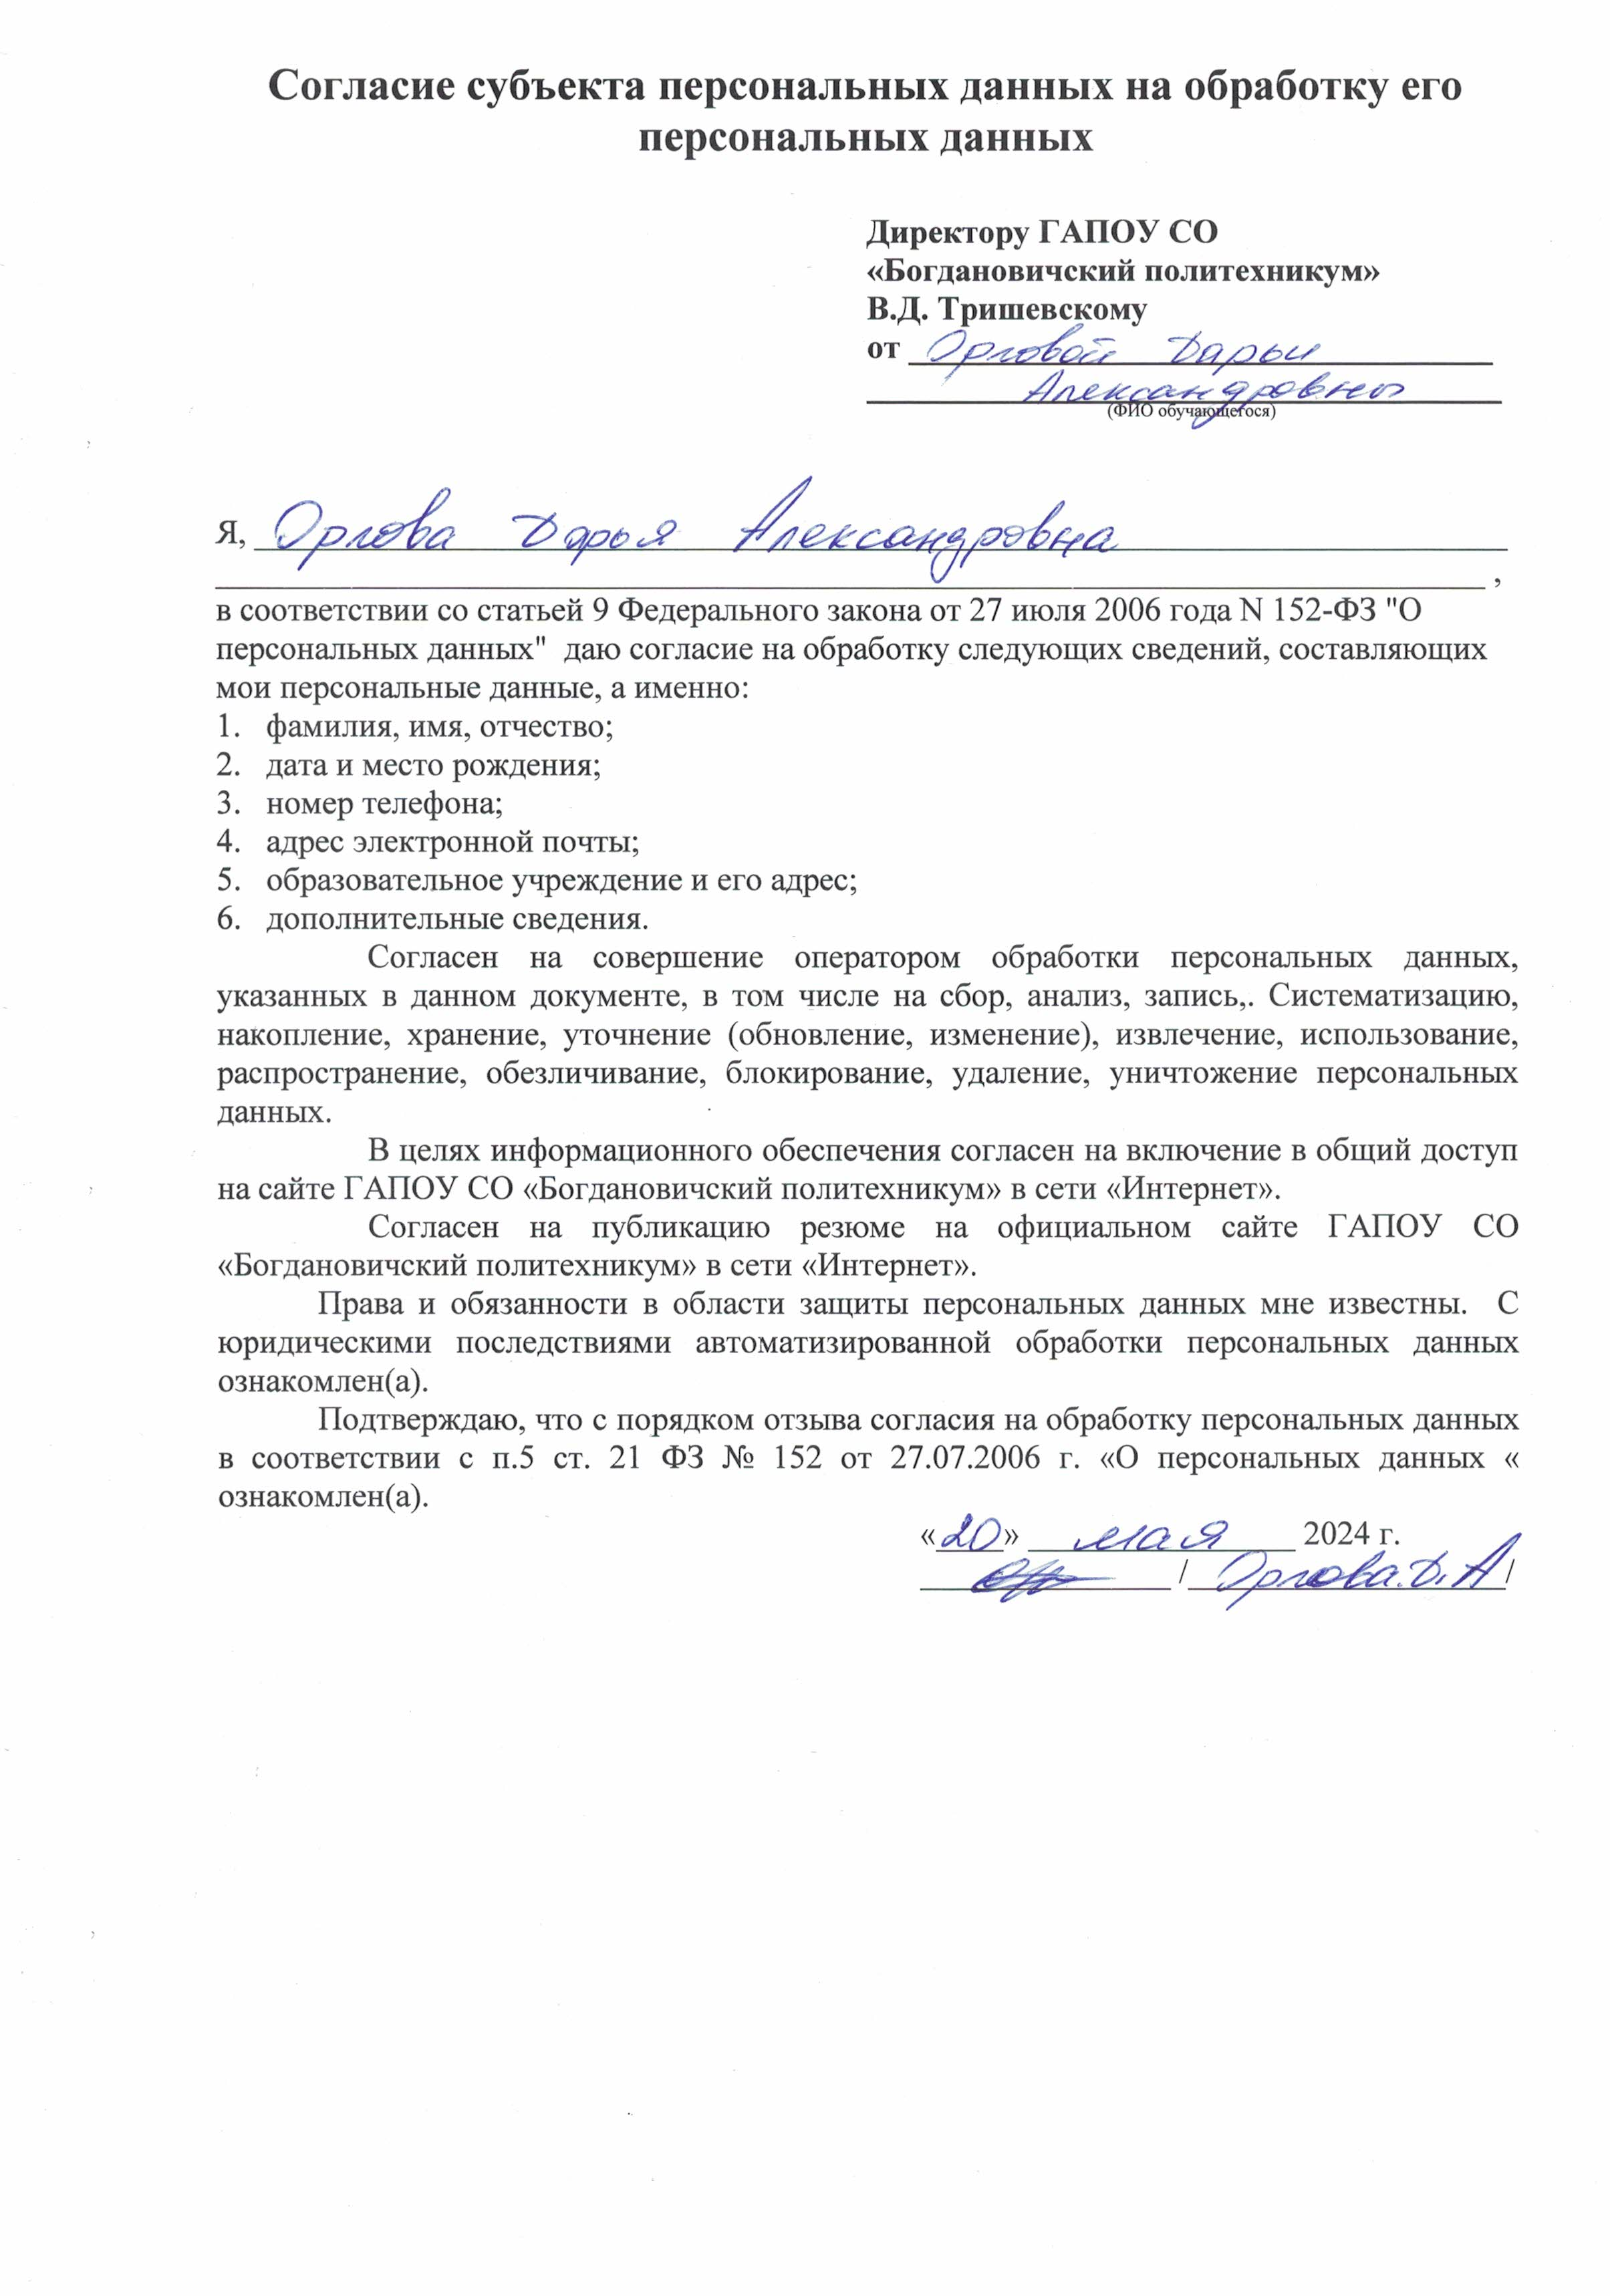 Согласие субъекта персональных данных на обработку его
персональных данных
Директору ГАПОУ СО
«Богдановичский политехникум»
В.Д. Тришевскому
от Орловой Дарьи
Александровны
(ФИО обучающегося)
Я, Орлова Дарья Александровна
,
в соответствии со статьей 9 Федерального закона от 27 июля 2006 года N 152-ФЗ "О
персональных данных" даю согласие на обработку следующих сведений, составляющих
мои персональные данные, а именно:
1. фамилия, имя, отчество;
2. дата и место рождения;
3. номер телефона;
4. адрес электронной почты;
5. образовательное учреждение и его адрес;
6. дополнительные сведения.
Согласен на совершение оператором обработки персональных данных,
указанных в данном документе, в том числе на сбор, анализ, запись,. Систематизацию,
накопление, хранение, уточнение (обновление, изменение), извлечение, использование,
распространение, обезличивание, блокирование, удаление, уничтожение персональных
данных.
В целях информационного обеспечения согласен на включение в общий доступ
на сайте ГАПОУ СО «Богдановичский политехникум» в сети «Интернет».
Согласен на публикацию резюме на официальном сайте ГАПОУ СО
«Богдановичский политехникум» в сети «Интернет».
Права и обязанности в области защиты персональных данных мне известны. С
юридическими последствиями автоматизированной обработки персональных данных
ознакомлен(а).
Подтверждаю, что с порядком отзыва согласия на обработку персональных данных
в соответствии с п.5 ст. 21 ФЗ № 152 от 27.07.2006 г. «О персональных данных «
ознакомлен(а).
«20» мая 2024 г.
/ Орлова.Д.А /